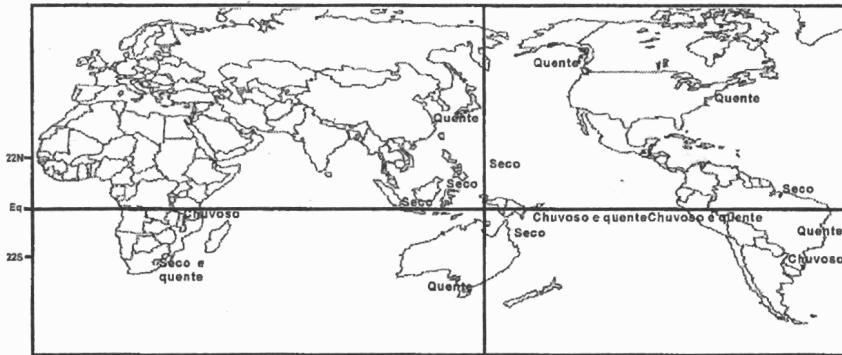 Quente
Quente
Quente
22N
Seco
Seco
Seco
Seco
Eq
Chuvoso
Chuvoso e quente
Chuvoso e quente
Seco
Quente
22S
Seco e
quente
Chuvoso
Quente